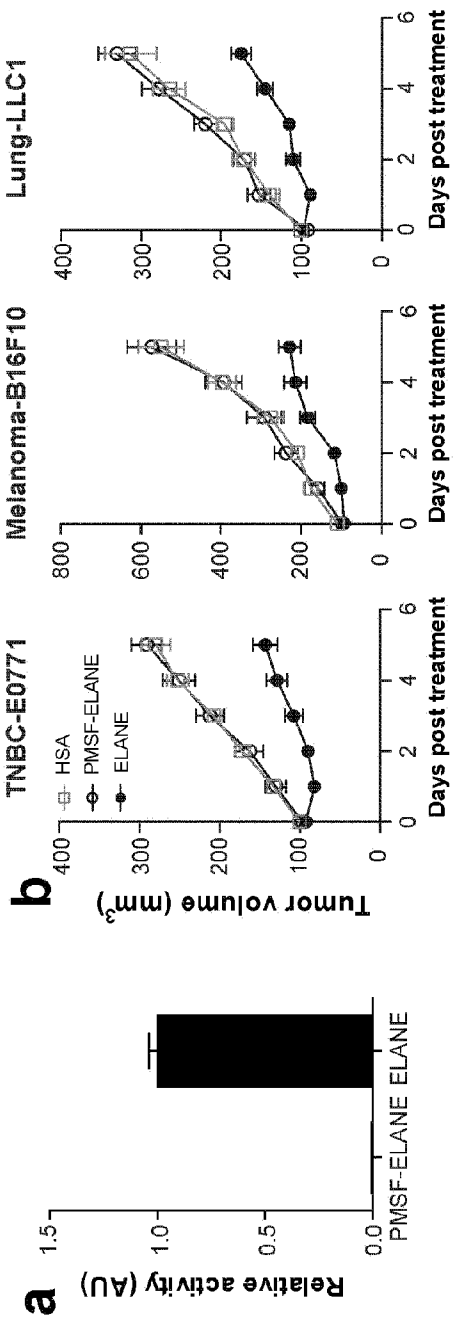 a
Relative activity (AU)
1.5
1.0
0.5
0.0
PMSF-ELANE ELANE
b
TNBC-E0771
Tumor volume (mm³)
400
300
200
100
0
HSA
PMSF-ELANE
ELANE
0 2 4 6
Days post treatment
Melanoma-B16F10
800
600
400
200
0
0 2 4 6
Days post treatment
Lung-LLC1
400
300
200
100
0
0 2 4 6
Days post treatment